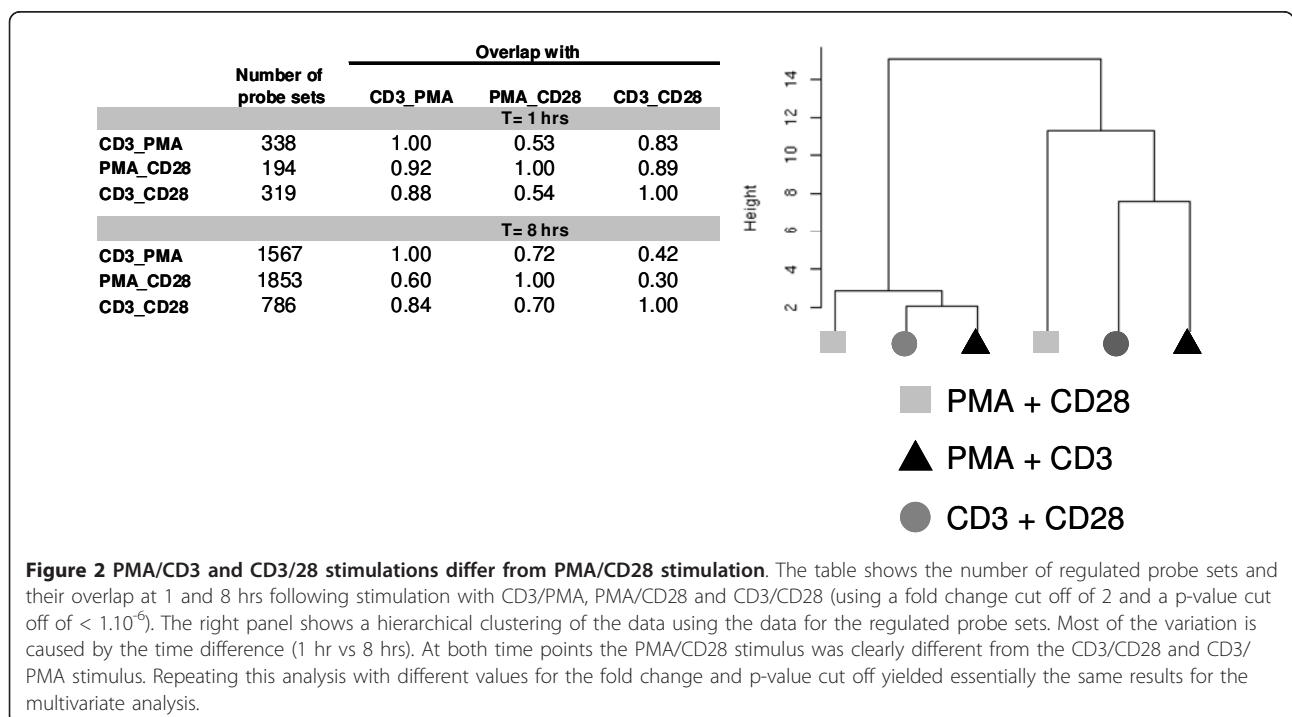 Overlap with
Number of probe sets CD3_PMA PMA_CD28 CD3_CD28
T= 1 hrs
CD3_PMA 338 1.00 0.53 0.83
PMA_CD28 194 0.92 1.00 0.89
CD3_CD28 319 0.88 0.54 1.00
T= 8 hrs
CD3_PMA 1567 1.00 0.72 0.42
PMA_CD28 1853 0.60 1.00 0.30
CD3_CD28 786 0.84 0.70 1.00
Height
14
12
10
8
6
4
2
PMA + CD28
PMA + CD3
CD3 + CD28
Figure 2 PMA/CD3 and CD3/28 stimulations differ from PMA/CD28 stimulation. The table shows the number of regulated probe sets and
their overlap at 1 and 8 hrs following stimulation with CD3/PMA, PMA/CD28 and CD3/CD28 (using a fold change cut off of 2 and a p-value cut
off of < 1.10⁻⁶). The right panel shows a hierarchical clustering of the data using the data for the regulated probe sets. Most of the variation is
caused by the time difference (1 hr vs 8 hrs). At both time points the PMA/CD28 stimulus was clearly different from the CD3/CD28 and CD3/
PMA stimulus. Repeating this analysis with different values for the fold change and p-value cut off yielded essentially the same results for the
multivariate analysis.